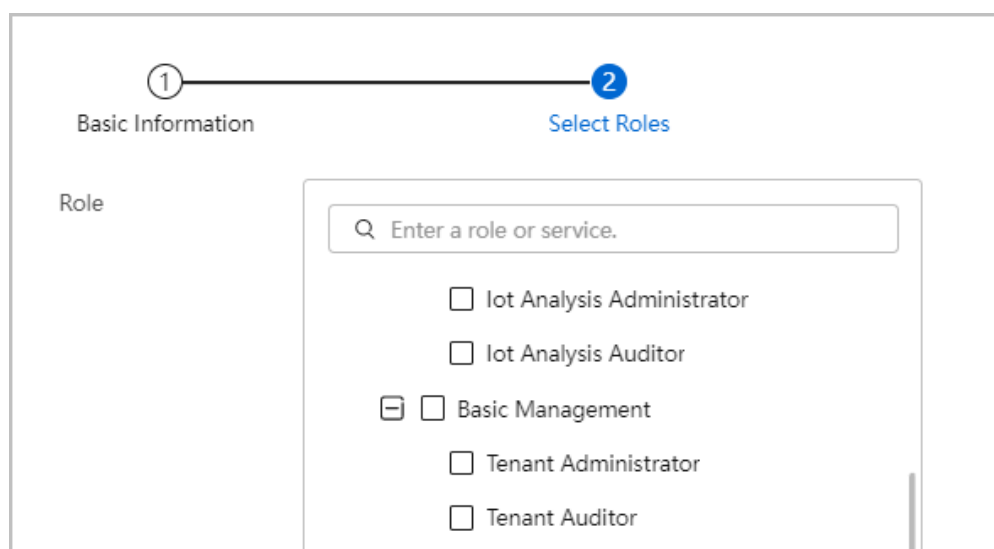 1
2
Basic Information
Select Roles
Role
Enter a role or service.
Iot Analysis Administrator
Iot Analysis Auditor
Basic Management
Tenant Administrator
Tenant Auditor